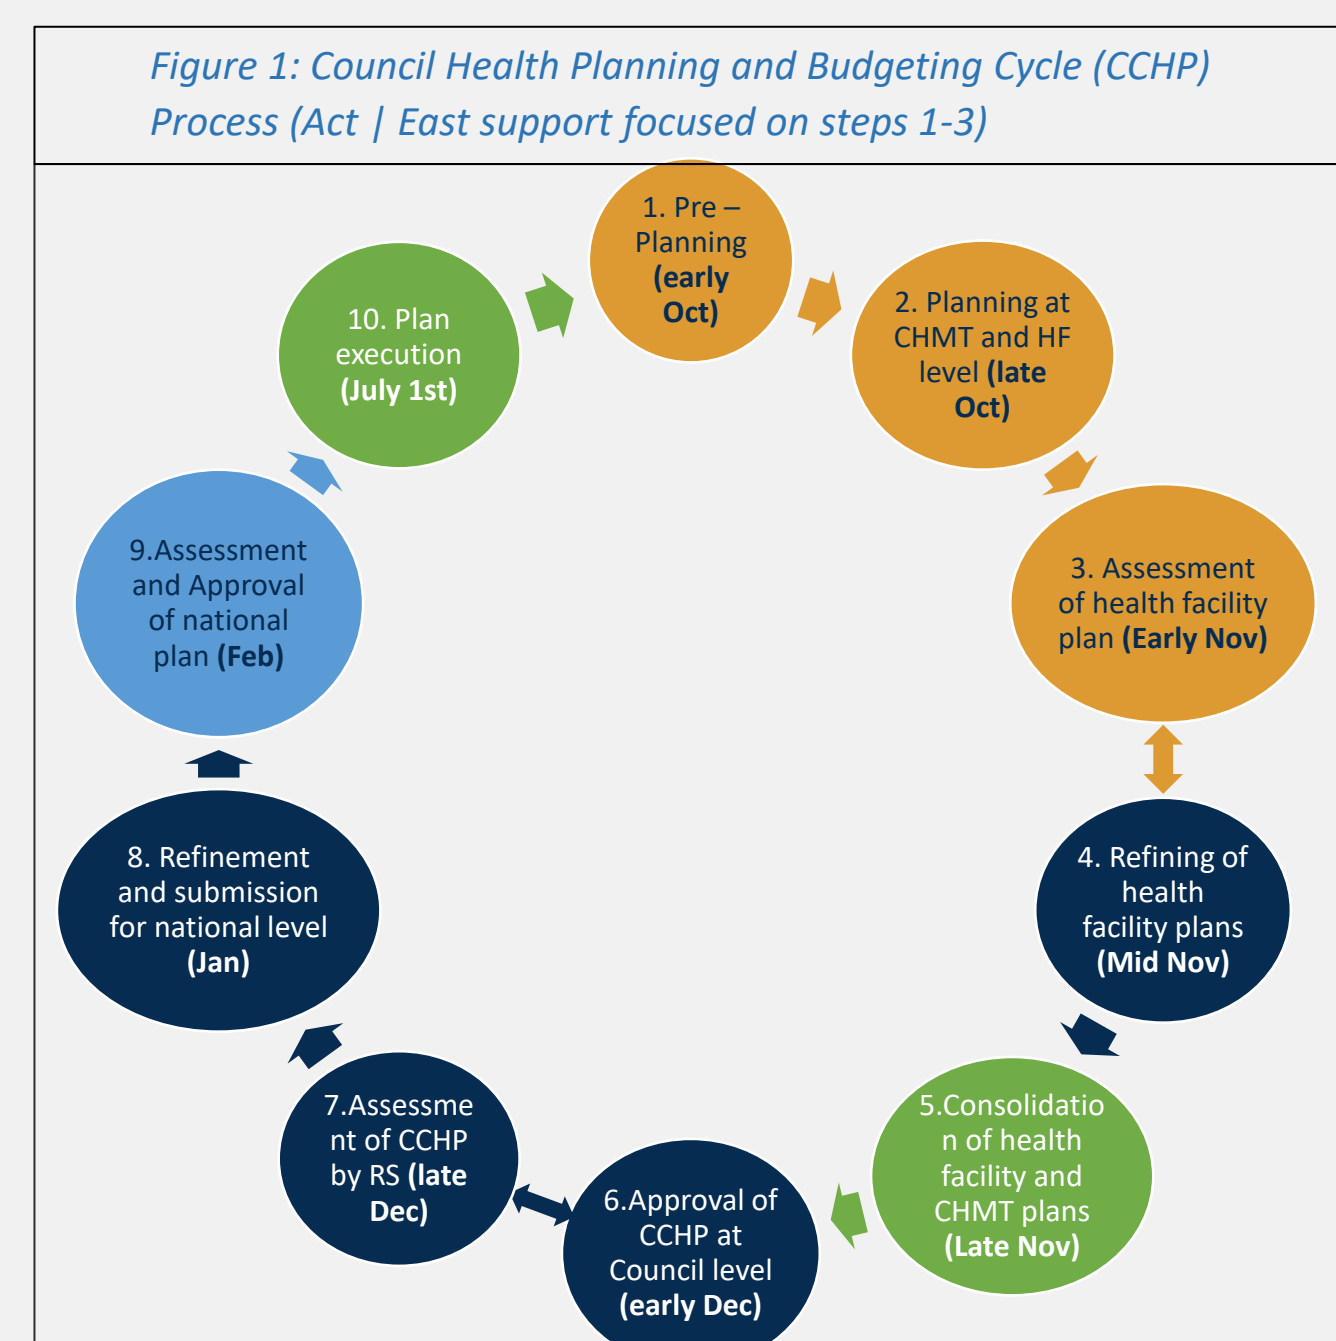 Figure 1: Council Health Planning and Budgeting Cycle (CCHP)
Process (Act | East support focused on steps 1-3)
1. Pre –
Planning
(early
Oct)
2. Planning at
CHMT and HF
level (late
Oct)
3. Assessment
of health facility
plan (Early Nov)
4. Refining of
health
facility plans
(Mid Nov)
5.Consolidatio
n of health
facility and
CHMT plans
(Late Nov)
6.Approval of
CCHP at
Council level
(early Dec)
7.Assessme
nt of CCHP
by RS (late
Dec)
8. Refinement
and submission
for national level
(Jan)
9.Assessment
and Approval
of national
plan (Feb)
10. Plan
execution
(July 1st)